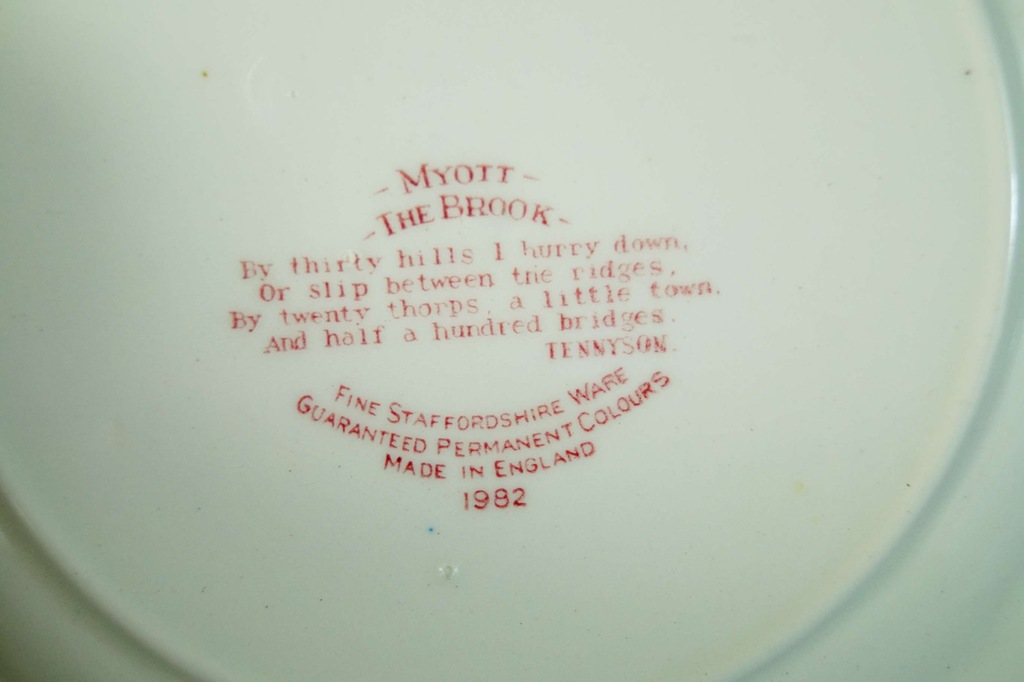 - MYOTT -
- THE BROOK -
By thirty hills I hurry down,
Or slip between the ridges,
By twenty thorps, a little town,
And half a hundred bridges.
TENNYSON.
FINE STAFFORDSHIRE WARE
GUARANTEED PERMANENT COLOURS
MADE IN ENGLAND
1982